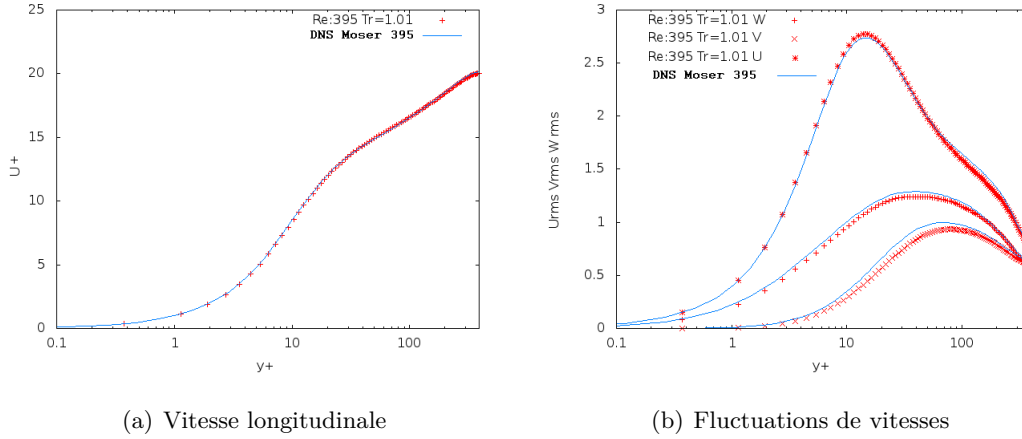 25
20
15
10
5
0
0.1
1
10
100
U+
y+
Re:395 Tr=1.01
DNS Moser 395
(a) Vitesse longitudinale
3
2.5
2
1.5
1
0.5
0
0.1
1
10
100
Urms Vrms Wrms
y+
Re:395 Tr=1.01 W
Re:395 Tr=1.01 V
Re:395 Tr=1.01 U
DNS Moser 395
(b) Fluctuations de vitesses